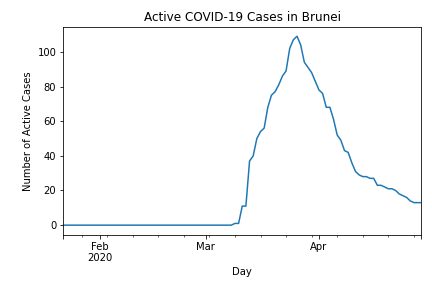 Active COVID-19 Cases in Brunei
Number of Active Cases
100
80
60
40
20
0
Feb
2020
Mar
Apr
Day